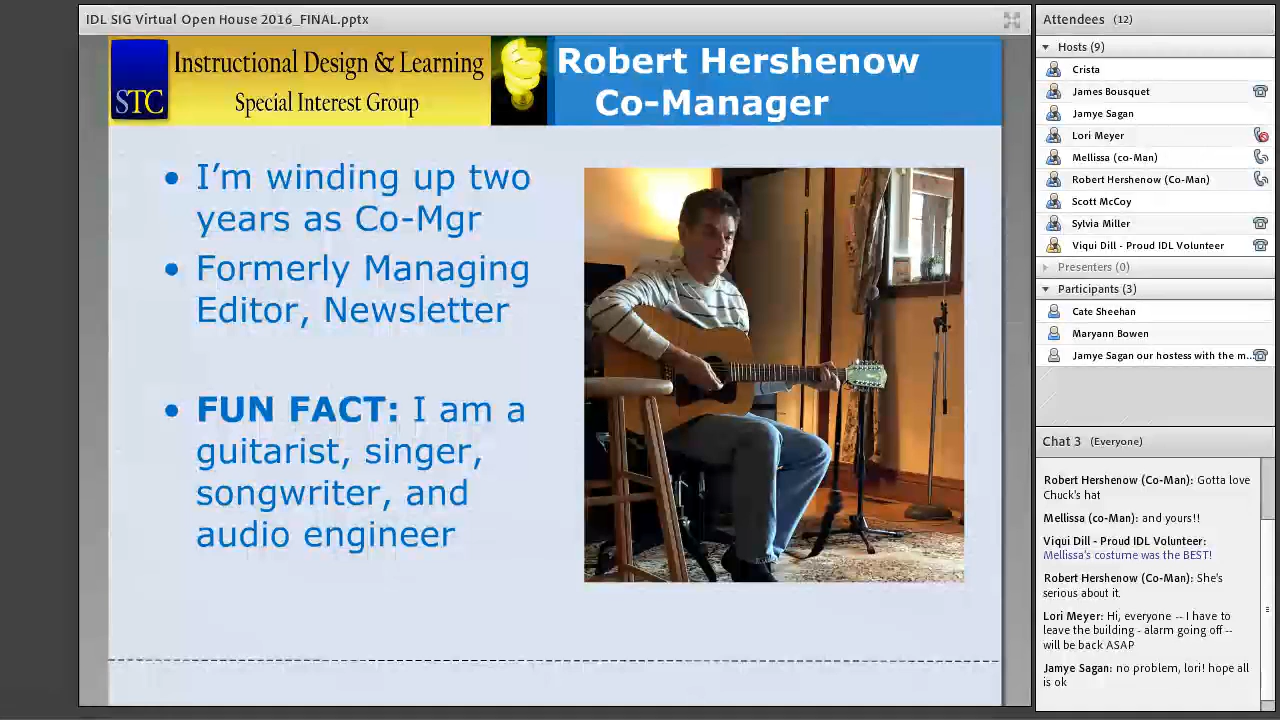 IDL SIG Virtual Open House 2016_FINAL.pptx
STC
Instructional Design & Learning
Special Interest Group
Robert Hershenow
Co-Manager
• I’m winding up two
years as Co-Mgr
• Formerly Managing
Editor, Newsletter
• FUN FACT: I am a
guitarist, singer,
songwriter, and
audio engineer
Attendees (12)
Hosts (9)
Crista
James Bousquet
Jamye Sagan
Lori Meyer
Mellissa (co-Man)
Robert Hershenow (Co-Man)
Scott McCoy
Sylvia Miller
Viqui Dill - Proud IDL Volunteer
Presenters (0)
Participants (3)
Cate Sheehan
Maryann Bowen
Jamye Sagan our hostess with the m...
Chat 3 (Everyone)
Robert Hershenow (Co-Man): Gotta love
Chuck's hat
Mellissa (co-Man): and yours!!
Viqui Dill - Proud IDL Volunteer:
Mellissa's costume was the BEST!
Robert Hershenow (Co-Man): She's
serious about it.
Lori Meyer: Hi, everyone -- I have to
leave the building - alarm going off --
will be back ASAP
Jamye Sagan: no problem, lori! hope all
is ok